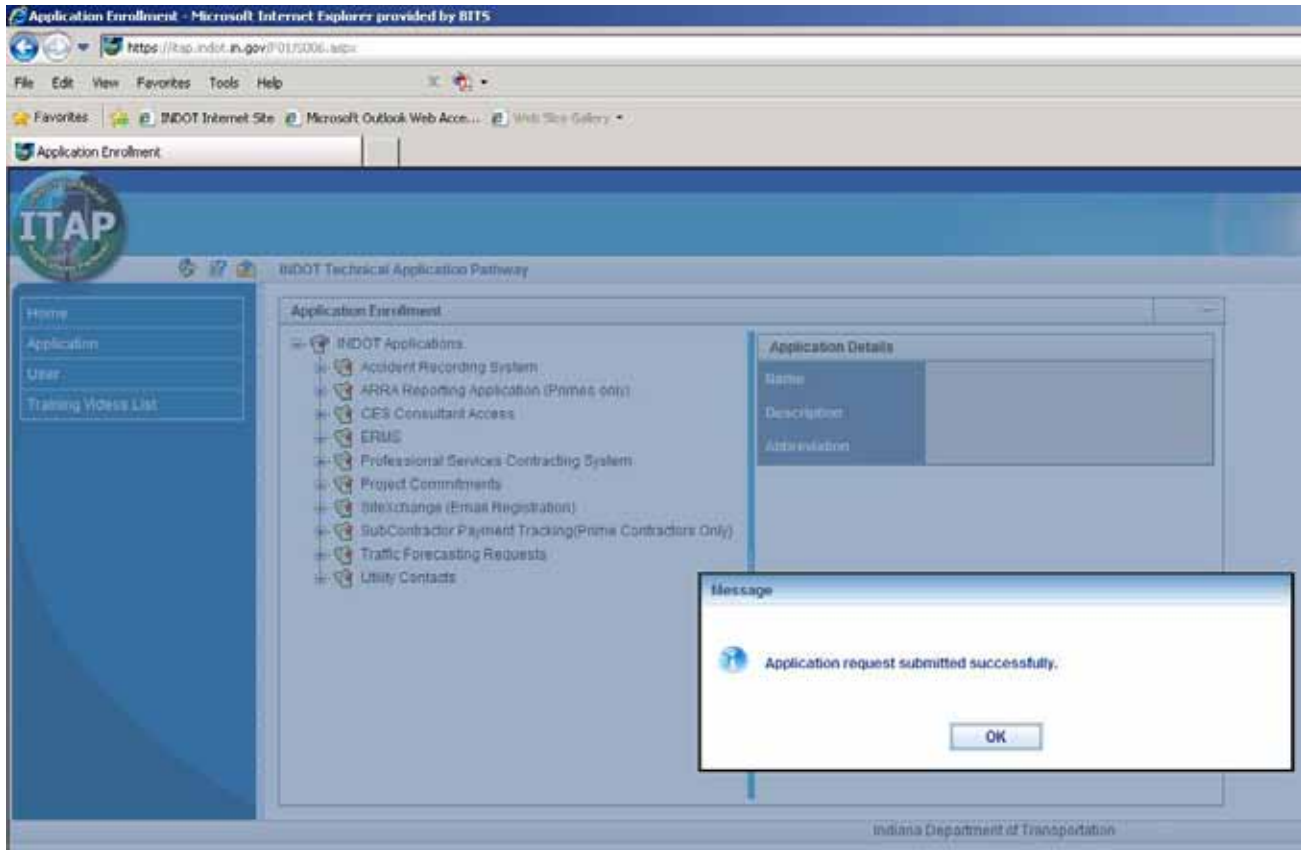 Application Enrollment - Microsoft Internet Explorer provided by BITS
https://itap.indot.in.gov/P01/S006.aspx
File Edit View Favorites Tools Help
Favorites INDOT Internet Site Microsoft Outlook Web Acce... Web Slice Gallery
Application Enrollment
ITAP
INDOT Technical Application Pathway
Home
Application
User
Training Videos List
Application Enrollment
INDOT Applications
Accident Recording System
ARRA Reporting Application (Primes only)
CES Consultant Access
ERMS
Professional Services Contracting System
Project Commitments
SiteXchange (Email Registration)
SubContractor Payment Tracking(Prime Contractors Only)
Traffic Forecasting Requests
Utility Contacts
Application Details
Name
Description
Abbreviation
Message
Application request submitted successfully.
OK
Indiana Department of Transportation